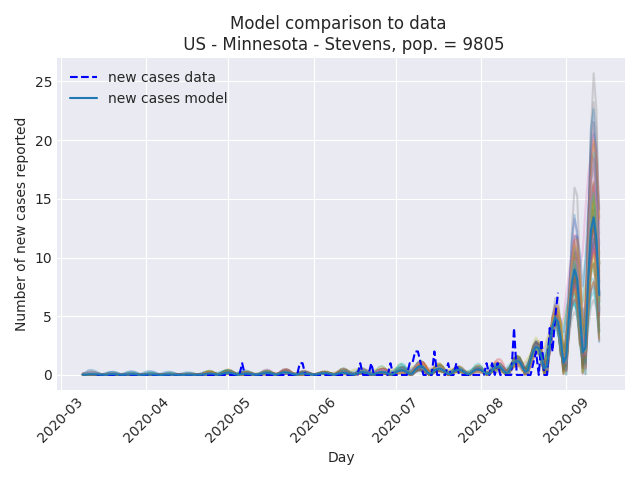 Model comparison to data
US - Minnesota - Stevens, pop. = 9805
new cases data
new cases model
Number of new cases reported
25
20
15
10
5
0
2020-03
2020-04
2020-05
2020-06
2020-07
2020-08
2020-09
Day